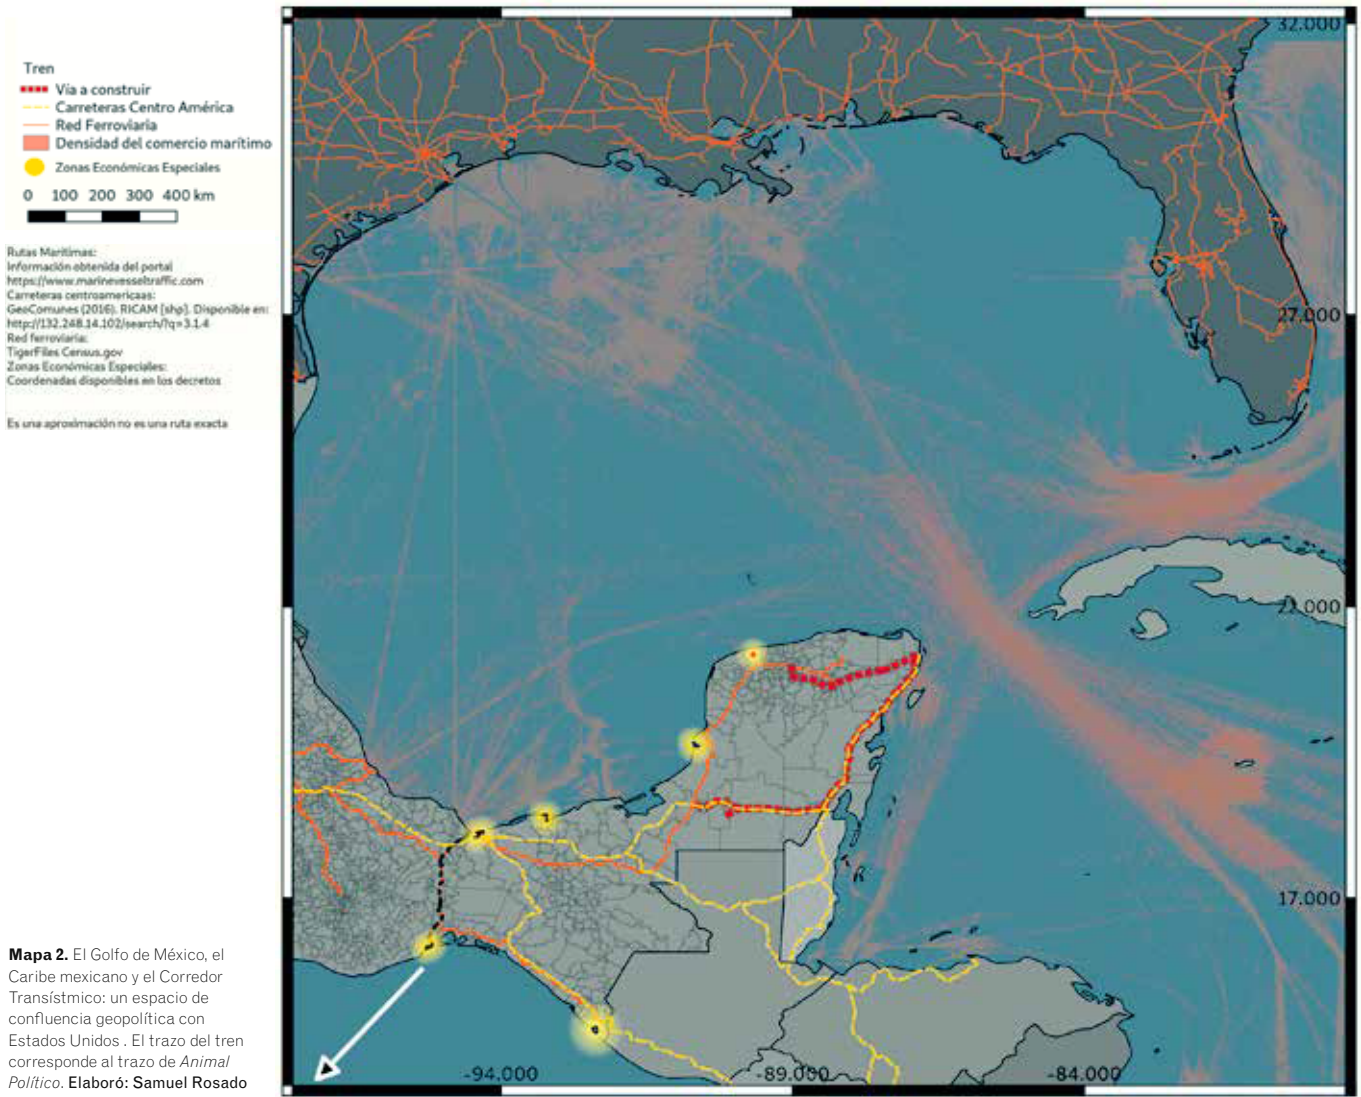 Tren
Vía a construir
Carreteras Centro América
Red Ferroviaria
Densidad del comercio marítimo
Zonas Económicas Especiales
0 100 200 300 400 km
Rutas Marítimas:
Información obtenida del portal
https://www.marinevesseltraffic.com
Carreteras centroamericaas:
GeoComunes (2016). RICAM [shp]. Disponible en:
http://132.248.14.102/search/?q=3.1.4
Red ferroviaria:
TigerFiles Census.gov
Zonas Económicas Especiales:
Coordenadas disponibles en los decretos
Es una aproximación no es una ruta exacta
32.000
27.000
22.000
17.000
-94.000
-89.000
-84.000
Mapa 2. El Golfo de México, el
Caribe mexicano y el Corredor
Transístmico: un espacio de
confluencia geopolítica con
Estados Unidos . El trazo del tren
corresponde al trazo de Animal
Político. Elaboró: Samuel Rosado